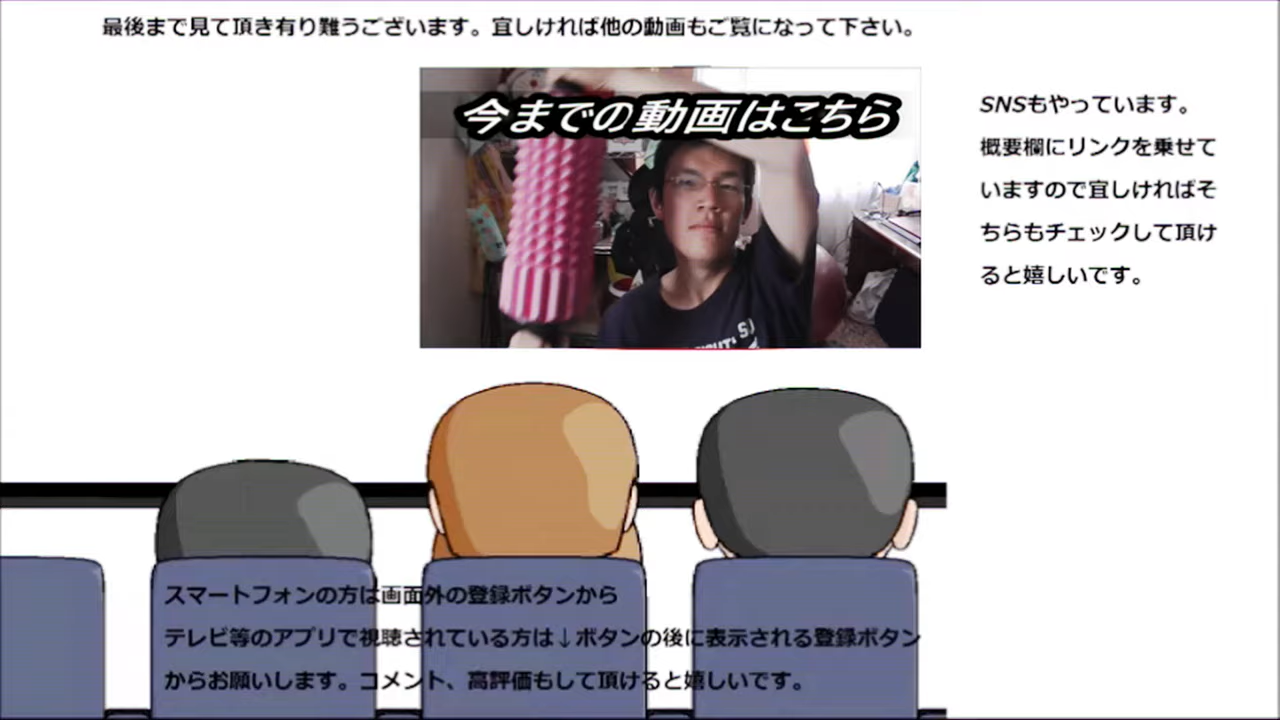 最後まで見て頂き有り難うございます。宜しければ他の動画もご覧になって下さい。
今までの動画はこちら
SNSもやっています。
概要欄にリンクを乗せて
いますので宜しければそ
ちらもチェックして頂け
ると嬉しいです。
スマートフォンの方は画面外の登録ボタンから
テレビ等のアプリで視聴されている方は↓ボタンの後に表示される登録ボタン
からお願いします。コメント、高評価もして頂けると嬉しいです。